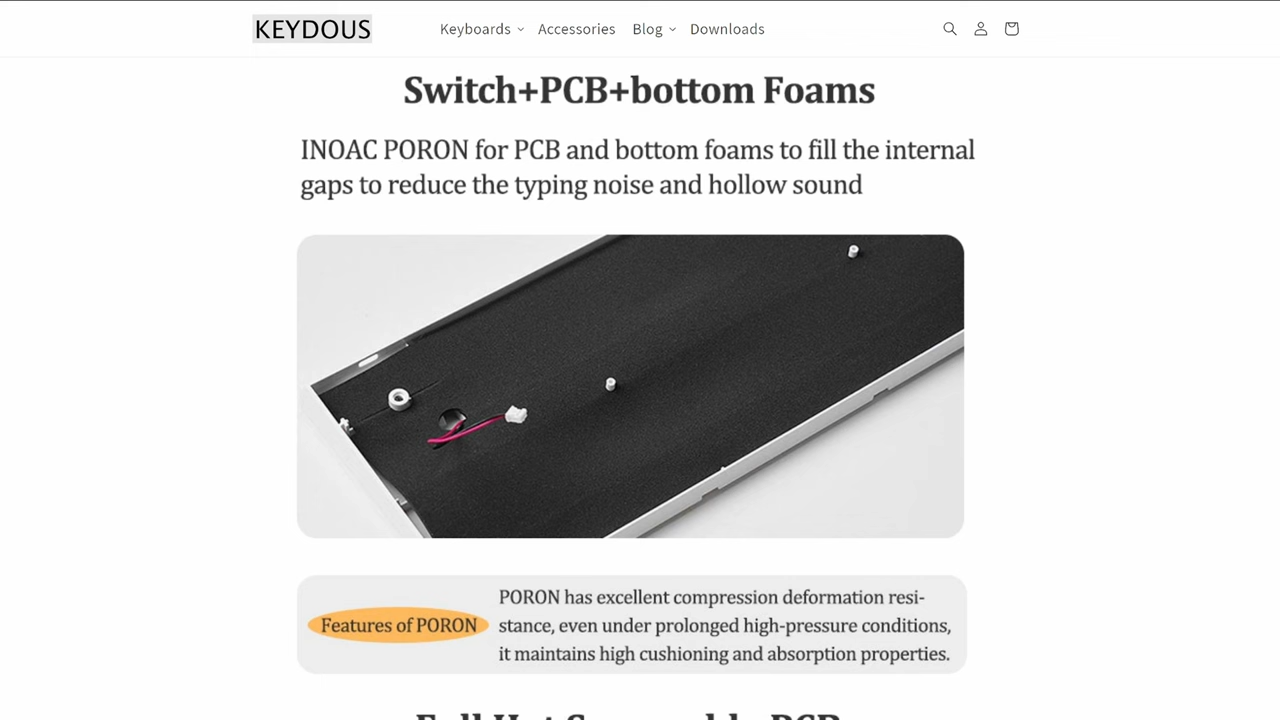 KEYDOUS
Keyboards
Accessories
Blog
Downloads
Switch+PCB+bottom Foams
INOAC PORON for PCB and bottom foams to fill the internal
gaps to reduce the typing noise and hollow sound
Features of PORON
PORON has excellent compression deformation resi-
stance, even under prolonged high-pressure conditions,
it maintains high cushioning and absorption properties.